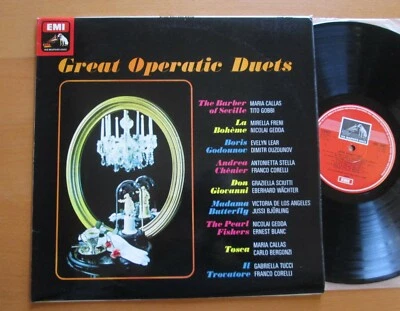 EMI
Great Operatic Duets
The Barber of Seville MARIA CALLAS TITO GOBBI
La Bohème MIRELLA FRENI NICOLAI GEDDA
Boris Godounov EVELYN LEAR DIMITR OUZOUNOV
Andrea Chénier ANTONIETTA STELLA FRANCO CORELLI
Don Giovanni GRAZIELLA SCIUTTI EBERHARD WÄCHTER
Madama Butterfly VICTORIA DE LOS ANGELES JUSSI BJÖRLING
The Pearl Fishers NICOLAI GEDDA ERNEST BLANC
Tosca MARIA CALLAS CARLO BERGONZI
Il Trovatore GABRIELLA TUCCI FRANCO CORELLI
EMI